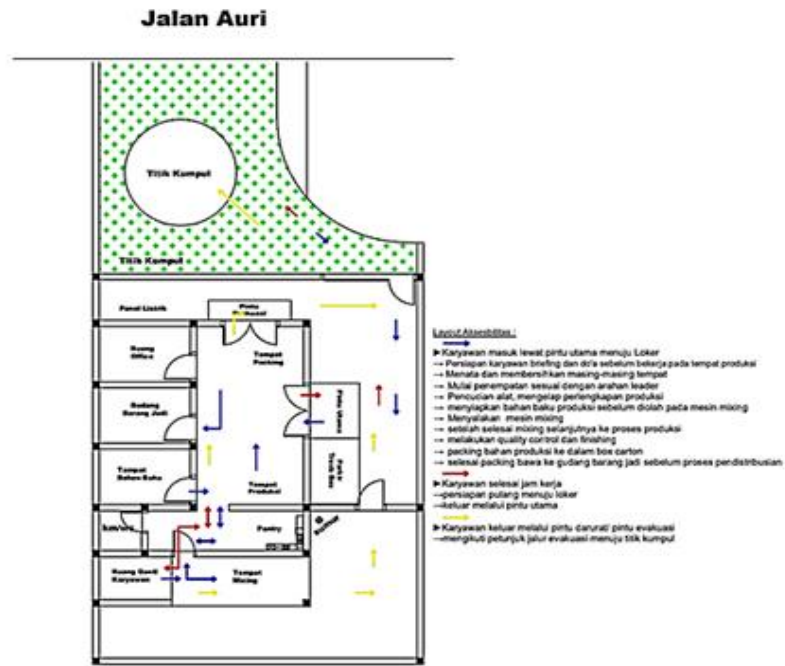 Jalan Auri
Titik Kumpul
Titik Kumpul
Panel Listrik
Pintu
Ruang
Office
Tempat
Packing
Gudang
Barang Jadi
Pintu Utama
Tempat
Bahan Baku
Tempat
Produksi
Parkir
Pantry
Sumur
Ruang Ganti
Karyawan
Tempat
Mixing
Layout Aksesbilitas :
➤ Karyawan masuk lewat pintu utama menuju Loker
→ Persiapan karyawan briefing dan do'a sebelum bekerja pada tempat produksi
→ Menata dan membersihkan masing-masing tempat
→ Mulai penempatan sesuai dengan arahan leader
→ Pencucian alat, mengelap perlengkapan produksi
→ menyiapkan bahan baku produksi sebelum diolah pada mesin mixing
→ Menyalakan mesin mixing
→ setelah selesai mixing selanjutnya ke proses produksi
→ melakukan quality control dan finishing
→ packing bahan produksi ke dalam box carton
→ selesai packing bawa ke gudang barang jadi sebelum proses pendistribusian
➤ Karyawan selesai jam kerja
→persiapan pulang menuju loker
→keluar melalui pintu utama
➤ Karyawan keluar melalui pintu darurat/ pintu evakuasi
→mengikuti petunjuk jalur evakuasi menuju titik kumpul